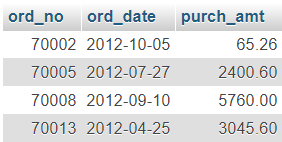 ord_no ord_date purch_amt
70002 2012-10-05 65.26
70005 2012-07-27 2400.60
70008 2012-09-10 5760.00
70013 2012-04-25 3045.60